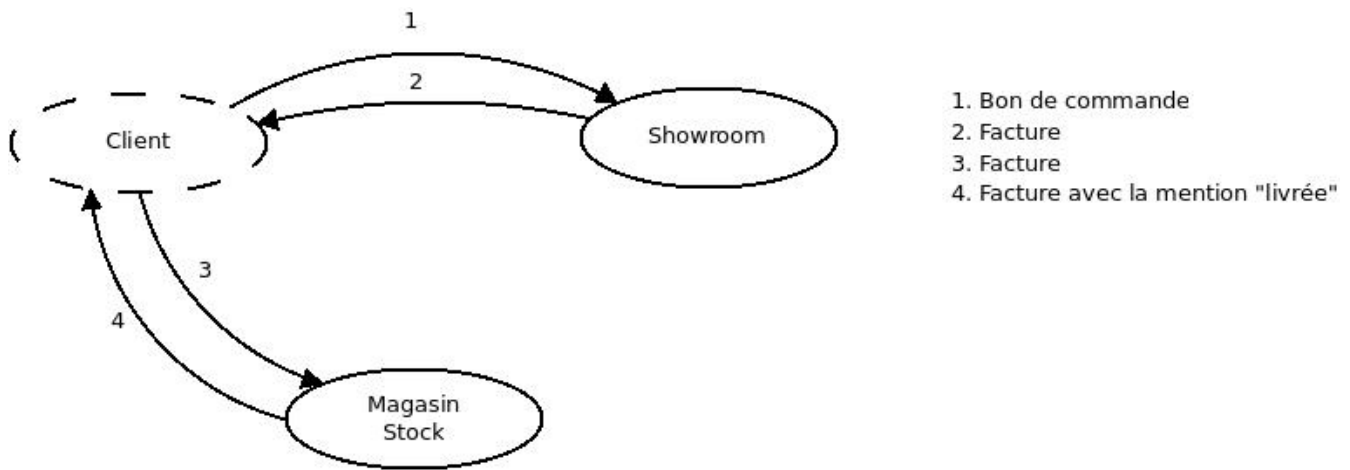 1
2
Client
Showroom
3
4
Magasin
Stock
1. Bon de commande
2. Facture
3. Facture
4. Facture avec la mention "livrée"